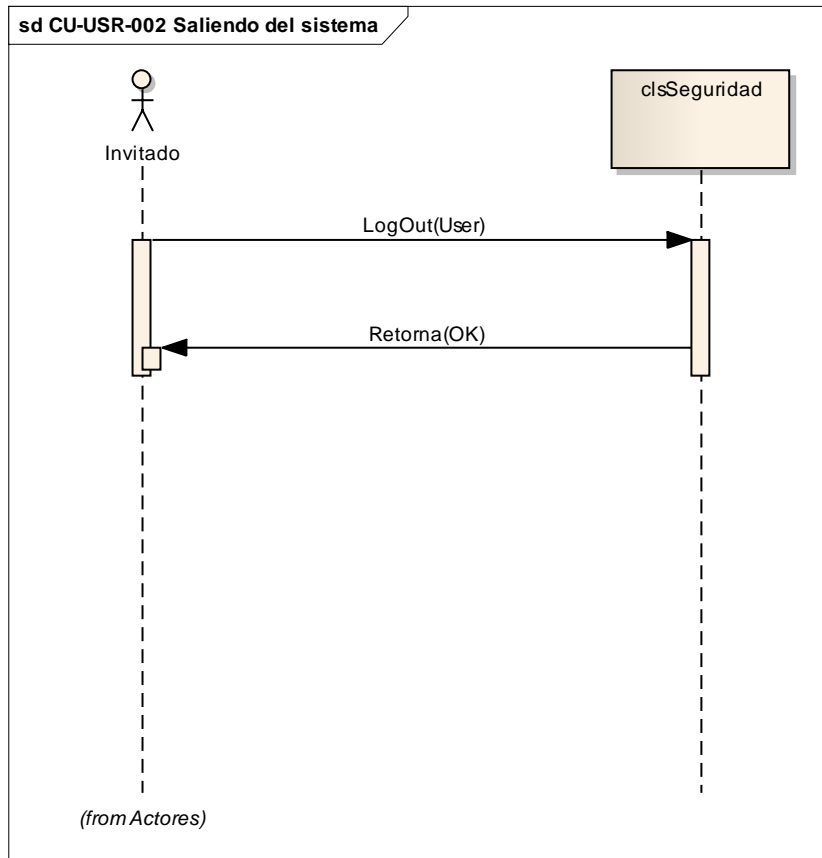 sd CU-USR-002 Saliendo del sistema
Invitado
clsSeguridad
LogOut(User)
Retorna(OK)
(from Actores)